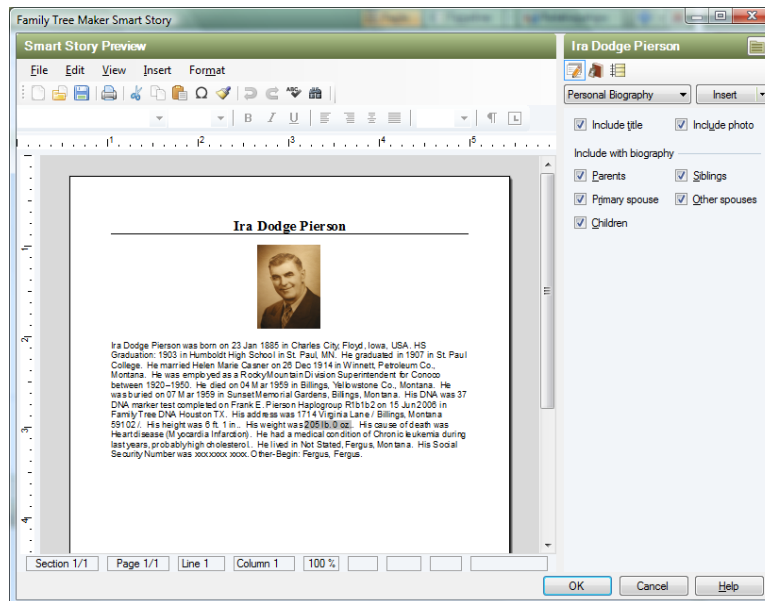 Family Tree Maker Smart Story
Smart Story Preview
File Edit View Insert Format
B I U
1 2 3 4 5
1
2
3
4
Ira Dodge Pierson
Ira Dodge Pierson was born on 23 Jan 1885 in Charles City, Floyd, Iowa, USA. HS
Graduation: 1903 in Humboldt High School in St. Paul, MN. He graduated in 1907 in St. Paul
College. He married Helen Marie Casner on 26 Dec 1914 in Winnett, Petroleum Co.,
Montana. He was employed as a Rocky Mountain Division Superintendent for Conoco
between 1920-1950. He died on 04 Mar 1959 in Billings, Yellowstone Co., Montana. He
was buried on 07 Mar 1959 in Sunset Memorial Gardens, Billings, Montana. His DNA was 37
DNA marker test completed on Frank E. Pierson Haplogroup R1b1b2 on 15 Jun 2006 in
Family Tree DNA Houston TX. His address was 1714 Virginia Lane / Billings, Montana
59102 /. His height was 6 ft. 1 in.. His weight was 205 lb. 0 oz.. His cause of death was
Heart disease (Myocardia Infarction). He had a medical condition of Chronic leukemia during
last years, probably high cholesterol.. He lived in Not Stated, Fergus, Montana. His Social
Security Number was xxx xxx xxxx. Other-Begin: Fergus, Fergus.
Section 1/1 Page 1/1 Line 1 Column 1 100 %
Ira Dodge Pierson
Personal Biography Insert
Include title Include photo
Include with biography
Parents Siblings
Primary spouse Other spouses
Children
OK Cancel Help